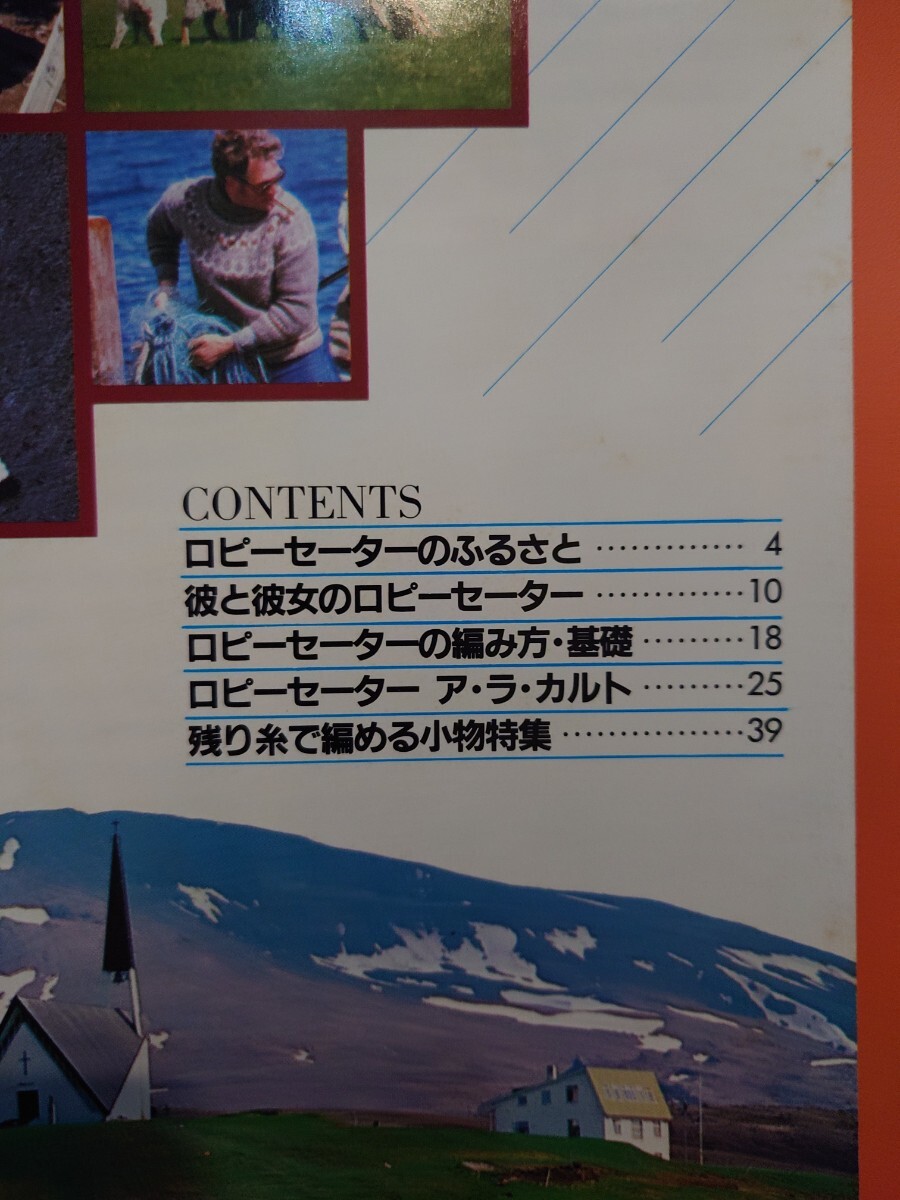 CONTENTS
ロピーセーターのふるさと ………… 4
彼と彼女のロピーセーター …………10
ロピーセーターの編み方・基礎 ………18
ロピーセーター ア・ラ・カルト ………25
残り糸で編める小物特集 ……………39